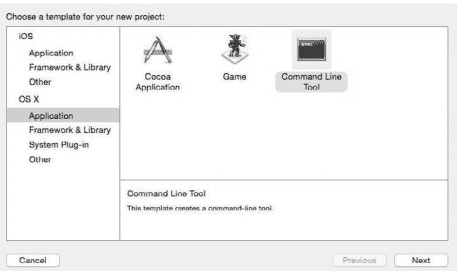 Choose a template for your new project:
iOS
Application
Framework & Library
Other
OS X
Application
Framework & Library
System Plug-in
Other
Cocoa
Application
Game
Command Line
Tool
Command Line Tool
This template creates a command-line tool.
Cancel
Previous
Next